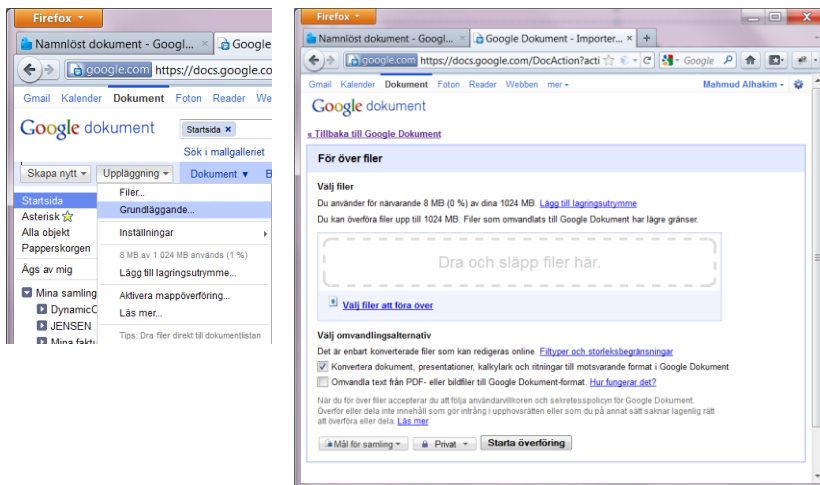 Firefox
Namnlöst dokument - Googl... ×
Google
google.com https://docs.google.co
Gmail Kalender Dokument Foton Reader We
Google dokument
Startsida ×
Sök i mallgalleriet
Skapa nytt Uppläggning Dokument
Startsida
Asterisk
Alla objekt
Papperskorgen
Ägs av mig
Mina samling
DynamicC
JENSEN
Mina faktu
Filer...
Grundläggande...
Inställningar
8 MB av 1 024 MB används (1 %)
Lägg till lagringsutrymme...
Aktivera mappöverföring...
Läs mer...
Tips: Dra filer direkt till dokumentlistan
Firefox
Namnlöst dokument - Googl... × Google Dokument - Importer... × +
google.com https://docs.google.com/DocAction?acti Google
Gmail Kalender Dokument Foton Reader Webben mer Mahmud Alhakim
Google dokument
« Tillbaka till Google Dokument
För över filer
Välj filer
Du använder för närvarande 8 MB (0 %) av dina 1024 MB. Lägg till lagringsutrymme
Du kan överföra filer upp till 1024 MB. Filer som omvandlats till Google Dokument har lägre gränser.
Dra och släpp filer här.
Välj filer att föra över
Välj omvandlingsalternativ
Det är enbart konverterade filer som kan redigeras online. Filtyper och storleksbegränsningar
Konvertera dokument, presentationer, kalkylark och ritningar till motsvarande format i Google Dokument
Omvandla text från PDF- eller bildfiler till Google Dokument-format. Hur fungerar det?
När du för över filer accepterar du att följa användarvillkoren och sekretesspolicyn för Google Dokument.
Överför eller dela inte innehåll som gör intrång i upphovsrätten eller som du på annat sätt saknar lagenlig rätt
att överföra eller dela. Läs mer
Mål för samling Privat Starta överföring